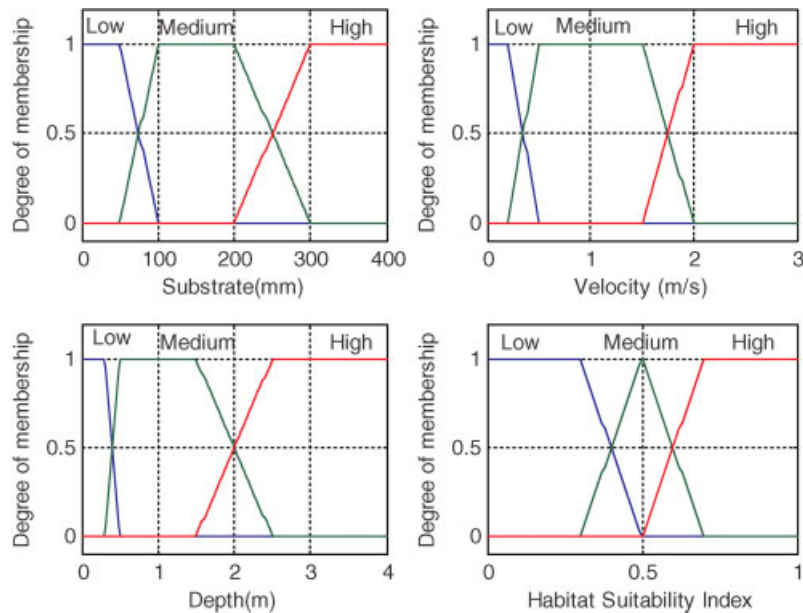 Low Medium High
Degree of membership
1
0.5
0
0 100 200 300 400
Substrate(mm)
Low Medium High
Degree of membership
1
0.5
0
0 1 2 3
Velocity (m/s)
Low Medium High
Degree of membership
1
0.5
0
0 1 2 3 4
Depth(m)
Low Medium High
Degree of membership
1
0.5
0
0 0.5 1
Habitat Suitability Index